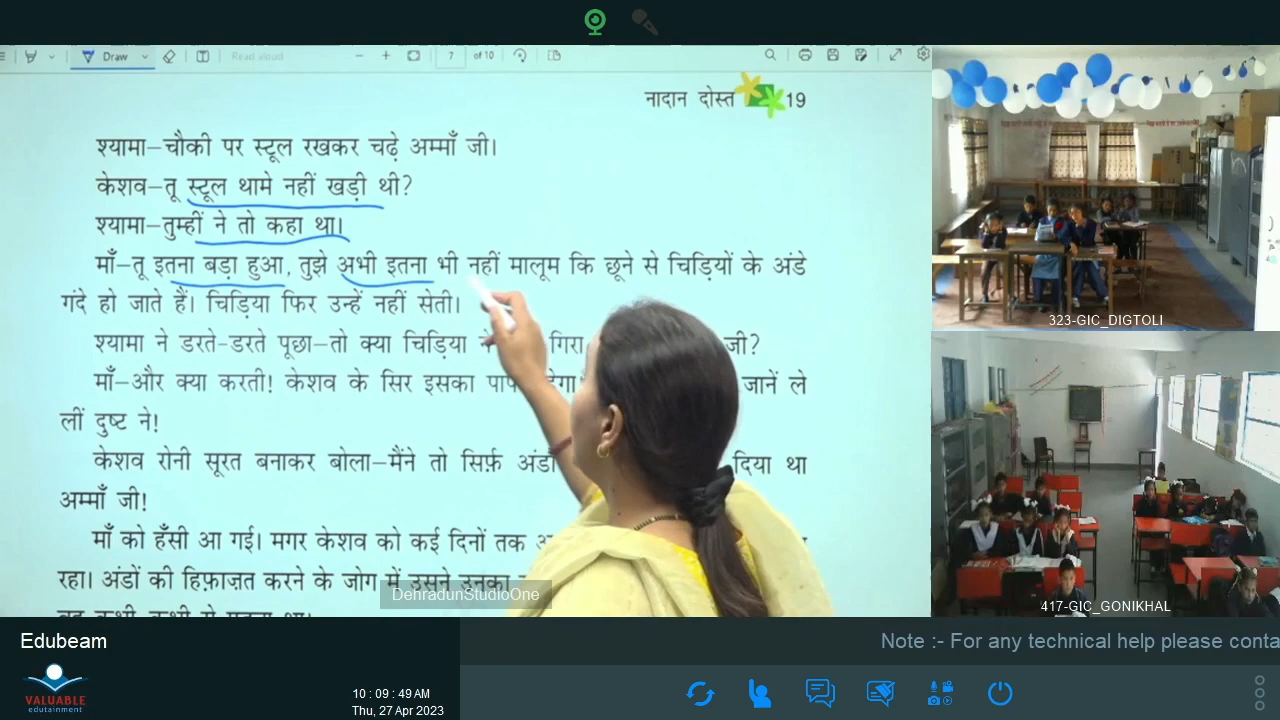 Draw
Read aloud
7
of 10
नादान दोस्त 19
श्यामा–चौकी पर स्टूल रखकर चढ़े अम्माँ जी।
केशव–तू स्टूल थामे नहीं खड़ी थी?
श्यामा–तुम्हीं ने तो कहा था।
माँ–तू इतना बड़ा हुआ, तुझे अभी इतना भी नहीं मालूम कि छूने से चिड़ियों के अंडे
गंदे हो जाते हैं। चिड़िया फिर उन्हें नहीं सेती।
श्यामा ने डरते-डरते पूछा–तो क्या चिड़िया ने गिरा जी?
माँ–और क्या करती! केशव के सिर इसका जानें ले
लीं दुष्ट ने!
केशव रोनी सूरत बनाकर बोला–मैंने तो सिर्फ़ दिया था
अम्माँ जी!
माँ को हँसी आ गई। मगर केशव को कई दिनों तक
रहा। अंडों की हिफ़ाज़त करने के जोग में उसने उनका
DehradunStudioOne
323-GIC_DIGTOLI
417-GIC_GONIKHAL
Edubeam
Note :- For any technical help please conta
VALUABLE
edutainment
10 : 09 : 49 AM
Thu, 27 Apr 2023